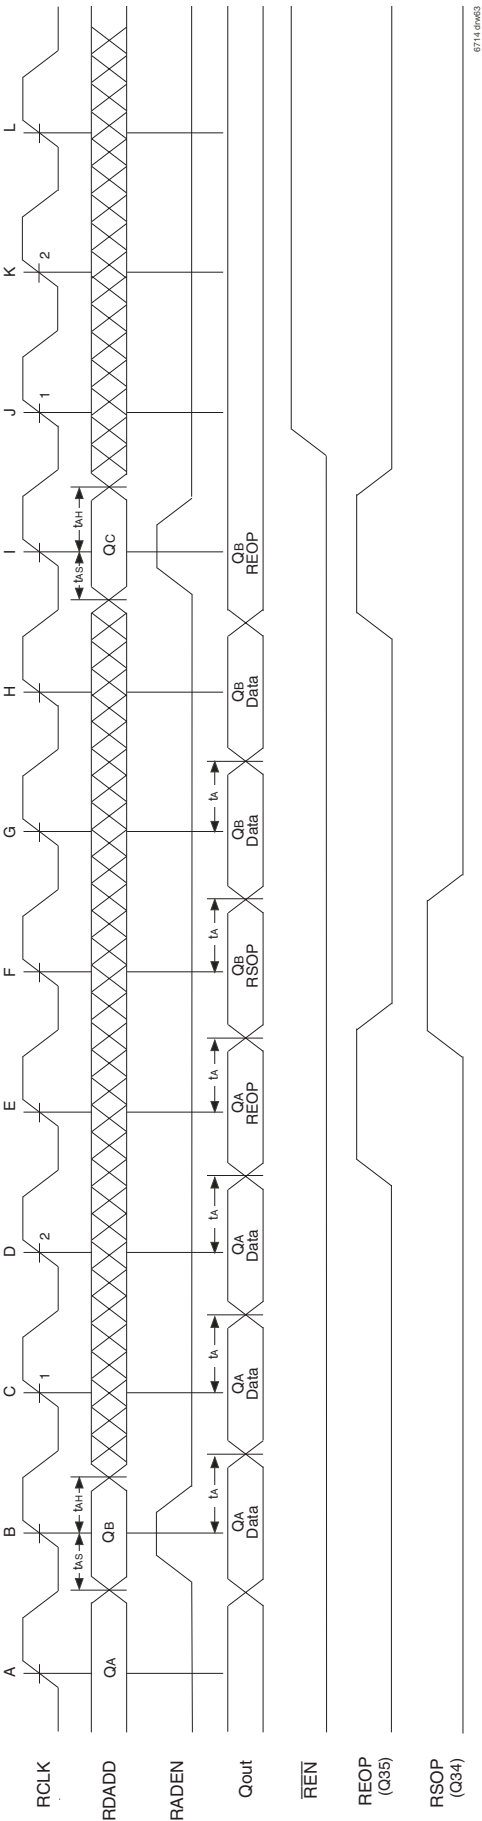 A B C D E F G H I J K L
RCLK 1 2 1 2
tAS tAH tAS tAH
RDADD QA QB QC
RADEN
tA tA tA tA tA tA
Qout QA Data QA Data QA Data QA REOP QB RSOP QB Data QB Data QB REOP
REN
REOP
(Q35)
RSOP
(Q34)
6714 drw63